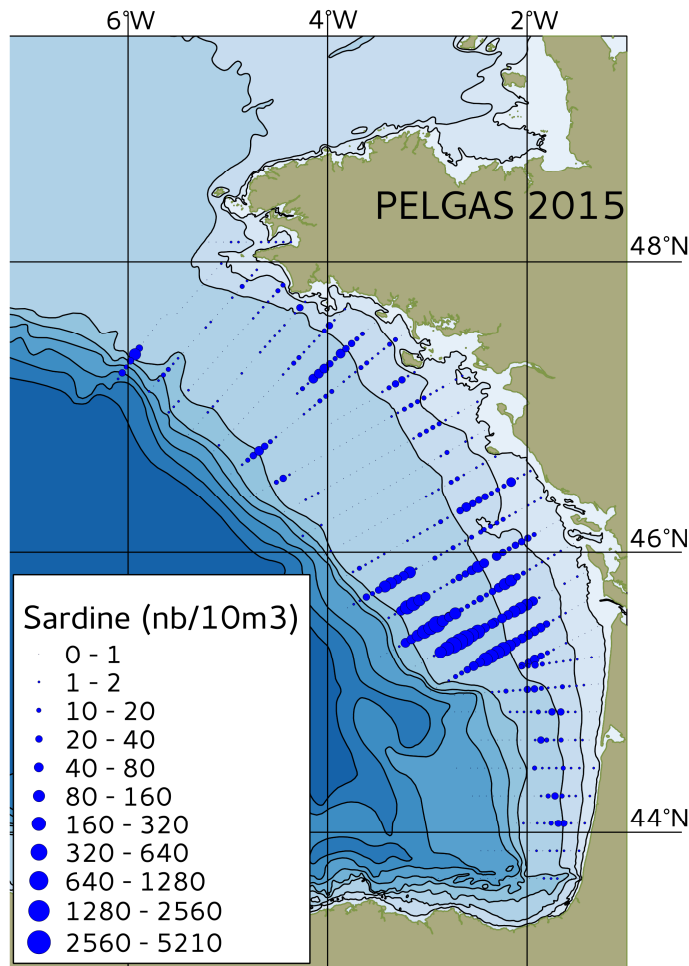 6°W 4°W 2°W
PELGAS 2015
48°N
46°N
Sardine (nb/10m3)
0 - 1
1 - 2
10 - 20
20 - 40
40 - 80
80 - 160
160 - 320
320 - 640
640 - 1280
1280 - 2560
2560 - 5210
44°N